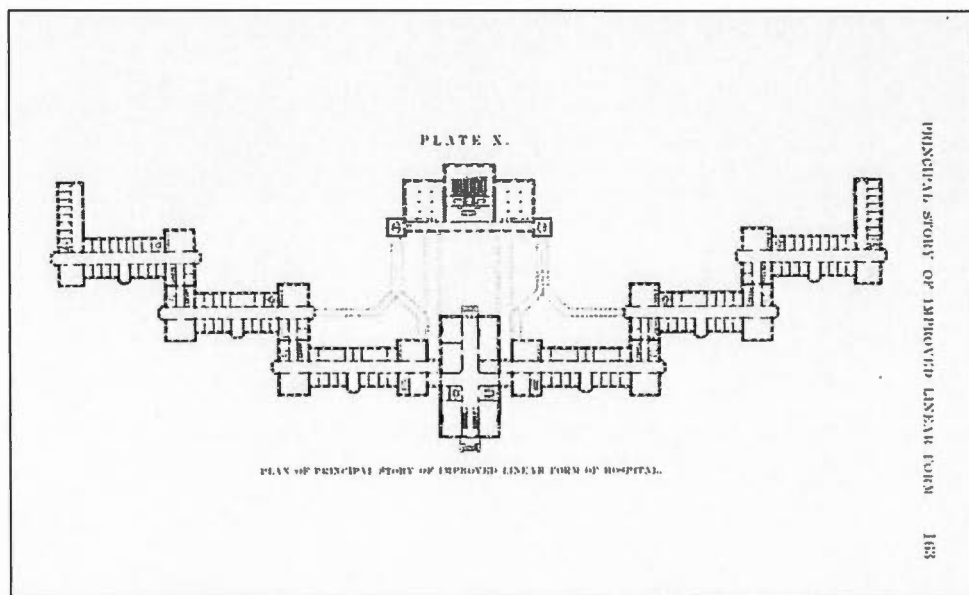 PLATE X.
PLAN OF PRINCIPAL STORY OF IMPROVED LINEAR FORM OF HOSPITAL.
PRINCIPAL STORY OF IMPROVED LINEAR FORM 163